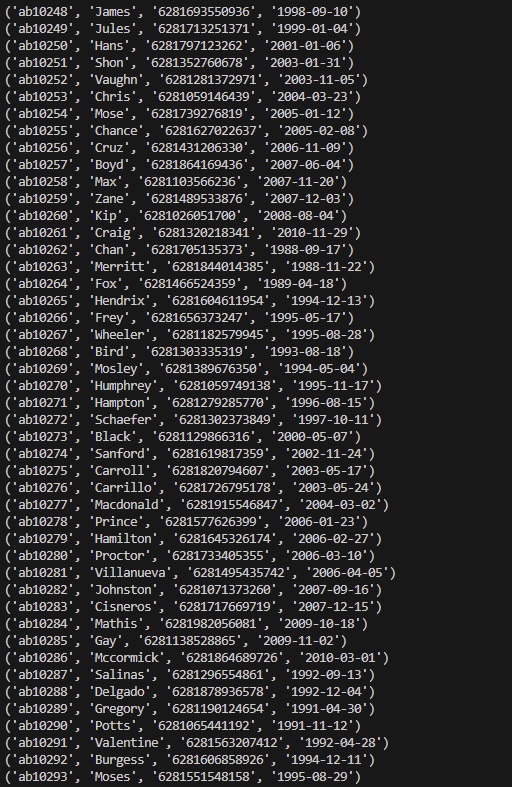 ('ab10248', 'James', '6281693550936', '1998-09-10')
('ab10249', 'Jules', '6281713251371', '1999-01-04')
('ab10250', 'Hans', '6281797123262', '2001-01-06')
('ab10251', 'Shon', '6281352760678', '2003-01-31')
('ab10252', 'Vaughn', '6281281372971', '2003-11-05')
('ab10253', 'Chris', '6281059146439', '2004-03-23')
('ab10254', 'Mose', '6281739276819', '2005-01-12')
('ab10255', 'Chance', '6281627022637', '2005-02-08')
('ab10256', 'Cruz', '6281431206330', '2006-11-09')
('ab10257', 'Boyd', '6281864169436', '2007-06-04')
('ab10258', 'Max', '6281103566236', '2007-11-20')
('ab10259', 'Zane', '6281489533876', '2007-12-03')
('ab10260', 'Kip', '6281026051700', '2008-08-04')
('ab10261', 'Craig', '6281320218341', '2010-11-29')
('ab10262', 'Chan', '6281705135373', '1988-09-17')
('ab10263', 'Merritt', '6281844014385', '1988-11-22')
('ab10264', 'Fox', '6281466524359', '1989-04-18')
('ab10265', 'Hendrix', '6281604611954', '1994-12-13')
('ab10266', 'Frey', '6281656373247', '1995-05-17')
('ab10267', 'Wheeler', '6281182579945', '1995-08-28')
('ab10268', 'Bird', '6281303335319', '1993-08-18')
('ab10269', 'Mosley', '6281389676350', '1994-05-04')
('ab10270', 'Humphrey', '6281059749138', '1995-11-17')
('ab10271', 'Hampton', '6281279285770', '1996-08-15')
('ab10272', 'Schaefer', '6281302373849', '1997-10-11')
('ab10273', 'Black', '6281129866316', '2000-05-07')
('ab10274', 'Sanford', '6281619817359', '2002-11-24')
('ab10275', 'Carroll', '6281820794607', '2003-05-17')
('ab10276', 'Carrillo', '6281726795178', '2003-05-24')
('ab10277', 'Macdonald', '6281915546847', '2004-03-02')
('ab10278', 'Prince', '6281577626399', '2006-01-23')
('ab10279', 'Hamilton', '6281645326174', '2006-02-27')
('ab10280', 'Proctor', '6281733405355', '2006-03-10')
('ab10281', 'Villanueva', '6281495435742', '2006-04-05')
('ab10282', 'Johnston', '6281071373260', '2007-09-16')
('ab10283', 'Cisneros', '6281717669719', '2007-12-15')
('ab10284', 'Mathis', '6281982056081', '2009-10-18')
('ab10285', 'Gay', '6281138528865', '2009-11-02')
('ab10286', 'Mccormick', '6281864689726', '2010-03-01')
('ab10287', 'Salinas', '6281296554861', '1992-09-13')
('ab10288', 'Delgado', '6281878936578', '1992-12-04')
('ab10289', 'Gregory', '6281190124654', '1991-04-30')
('ab10290', 'Potts', '6281065441192', '1991-11-12')
('ab10291', 'Valentine', '6281563207412', '1992-04-28')
('ab10292', 'Burgess', '6281606858926', '1994-12-11')
('ab10293', 'Moses', '6281551548158', '1995-08-29')